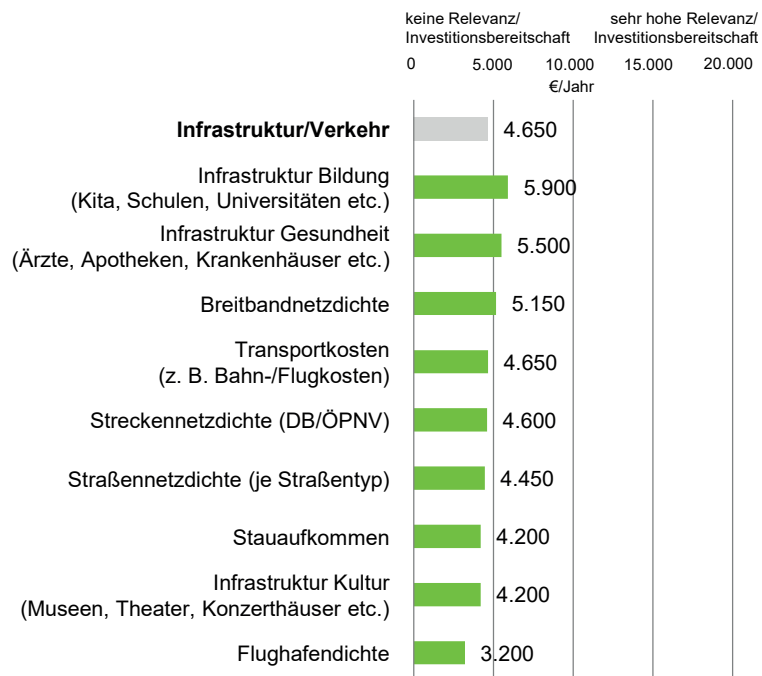 keine Relevanz/
Investitionsbereitschaft
sehr hohe Relevanz/
Investitionsbereitschaft
0 5.000 10.000 15.000 20.000
€/Jahr
Infrastruktur/Verkehr 4.650
Infrastruktur Bildung
(Kita, Schulen, Universitäten etc.) 5.900
Infrastruktur Gesundheit
(Ärzte, Apotheken, Krankenhäuser etc.) 5.500
Breitbandnetzdichte 5.150
Transportkosten
(z. B. Bahn-/Flugkosten) 4.650
Streckennetzdichte (DB/ÖPNV) 4.600
Straßennetzdichte (je Straßentyp) 4.450
Stauaufkommen 4.200
Infrastruktur Kultur
(Museen, Theater, Konzerthäuser etc.) 4.200
Flughafendichte 3.200